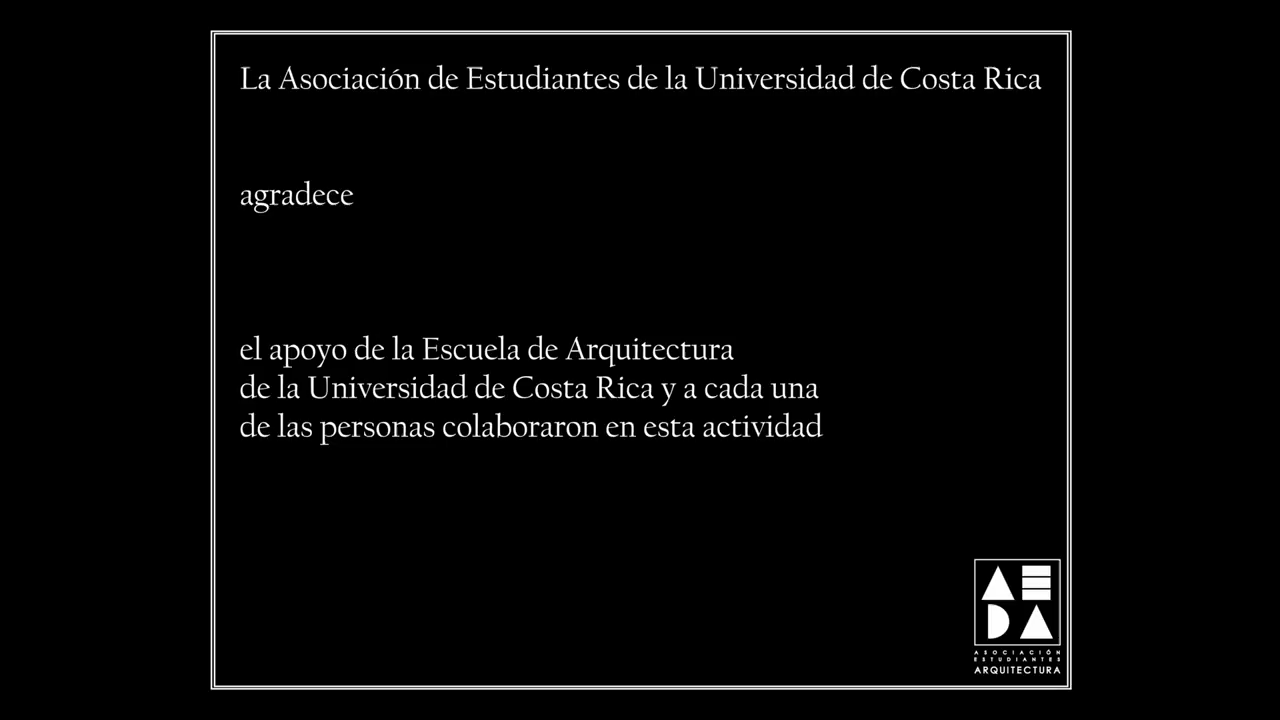 La Asociación de Estudiantes de la Universidad de Costa Rica
agradece
el apoyo de la Escuela de Arquitectura
de la Universidad de Costa Rica y a cada una
de las personas colaboraron en esta actividad
AE
DA
ASOCIACIÓN
ESTUDIANTES
ARQUITECTURA